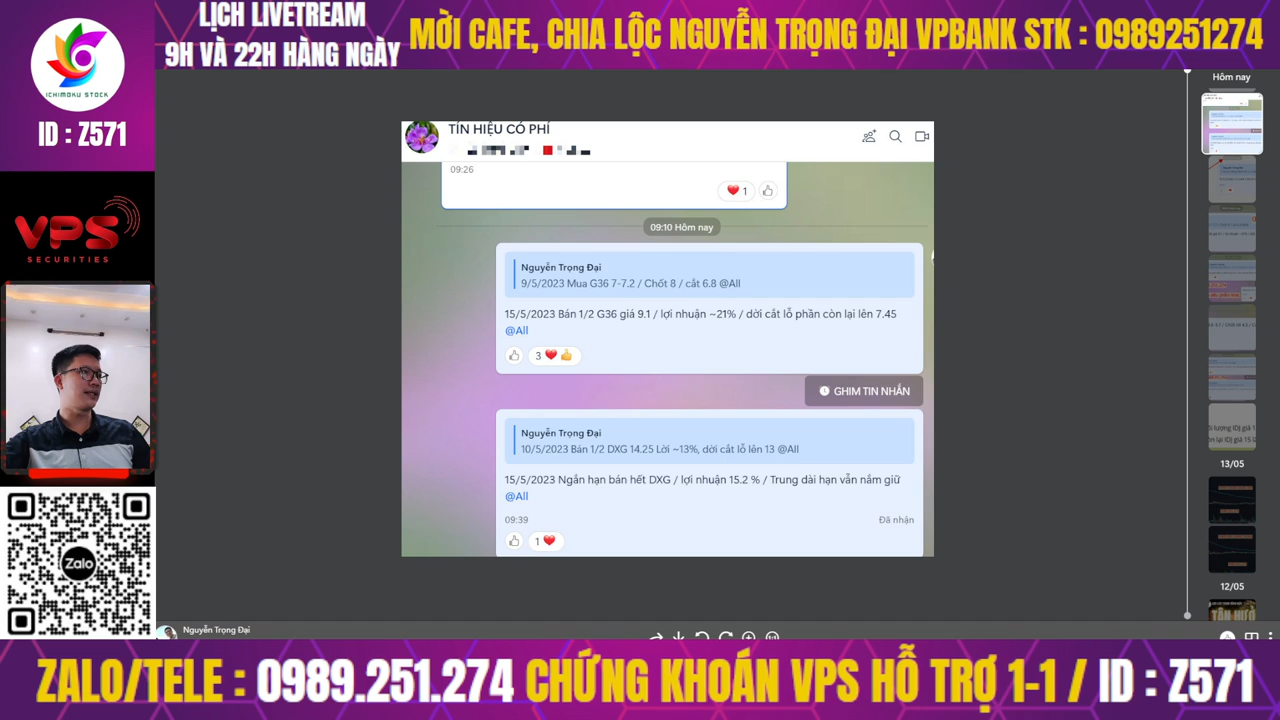 LỊCH LIVETREAM
9H VÀ 22H HÀNG NGÀY
MỜI CAFE, CHIA LỘC NGUYỄN TRỌNG ĐẠI VPBANK STK : 0989251274
ICHIMOKU STOCK
ID : Z571
VPS
SECURITIES
Zalo
TÍN HIỆU CÓ PHÍ
09:26
1
09:10 Hôm nay
Nguyễn Trọng Đại
9/5/2023 Mua G36 7-7.2 / Chốt 8 / cắt 6.8 @All
15/5/2023 Bán 1/2 G36 giá 9.1 / lợi nhuận ~21% / dời cắt lỗ phần còn lại lên 7.45
@All
3
GHIM TIN NHẮN
Nguyễn Trọng Đại
10/5/2023 Bán 1/2 DXG 14.25 Lời ~13%, dời cắt lỗ lên 13 @All
15/5/2023 Ngắn hạn bán hết DXG / lợi nhuận 15.2 % / Trung dài hạn vẫn nắm giữ
@All
09:39
Đã nhận
1
Nguyễn Trọng Đại
Hôm nay
13/05
12/05
ZALO/TELE : 0989.251.274 CHỨNG KHOÁN VPS HỖ TRỢ 1-1 / ID : Z571